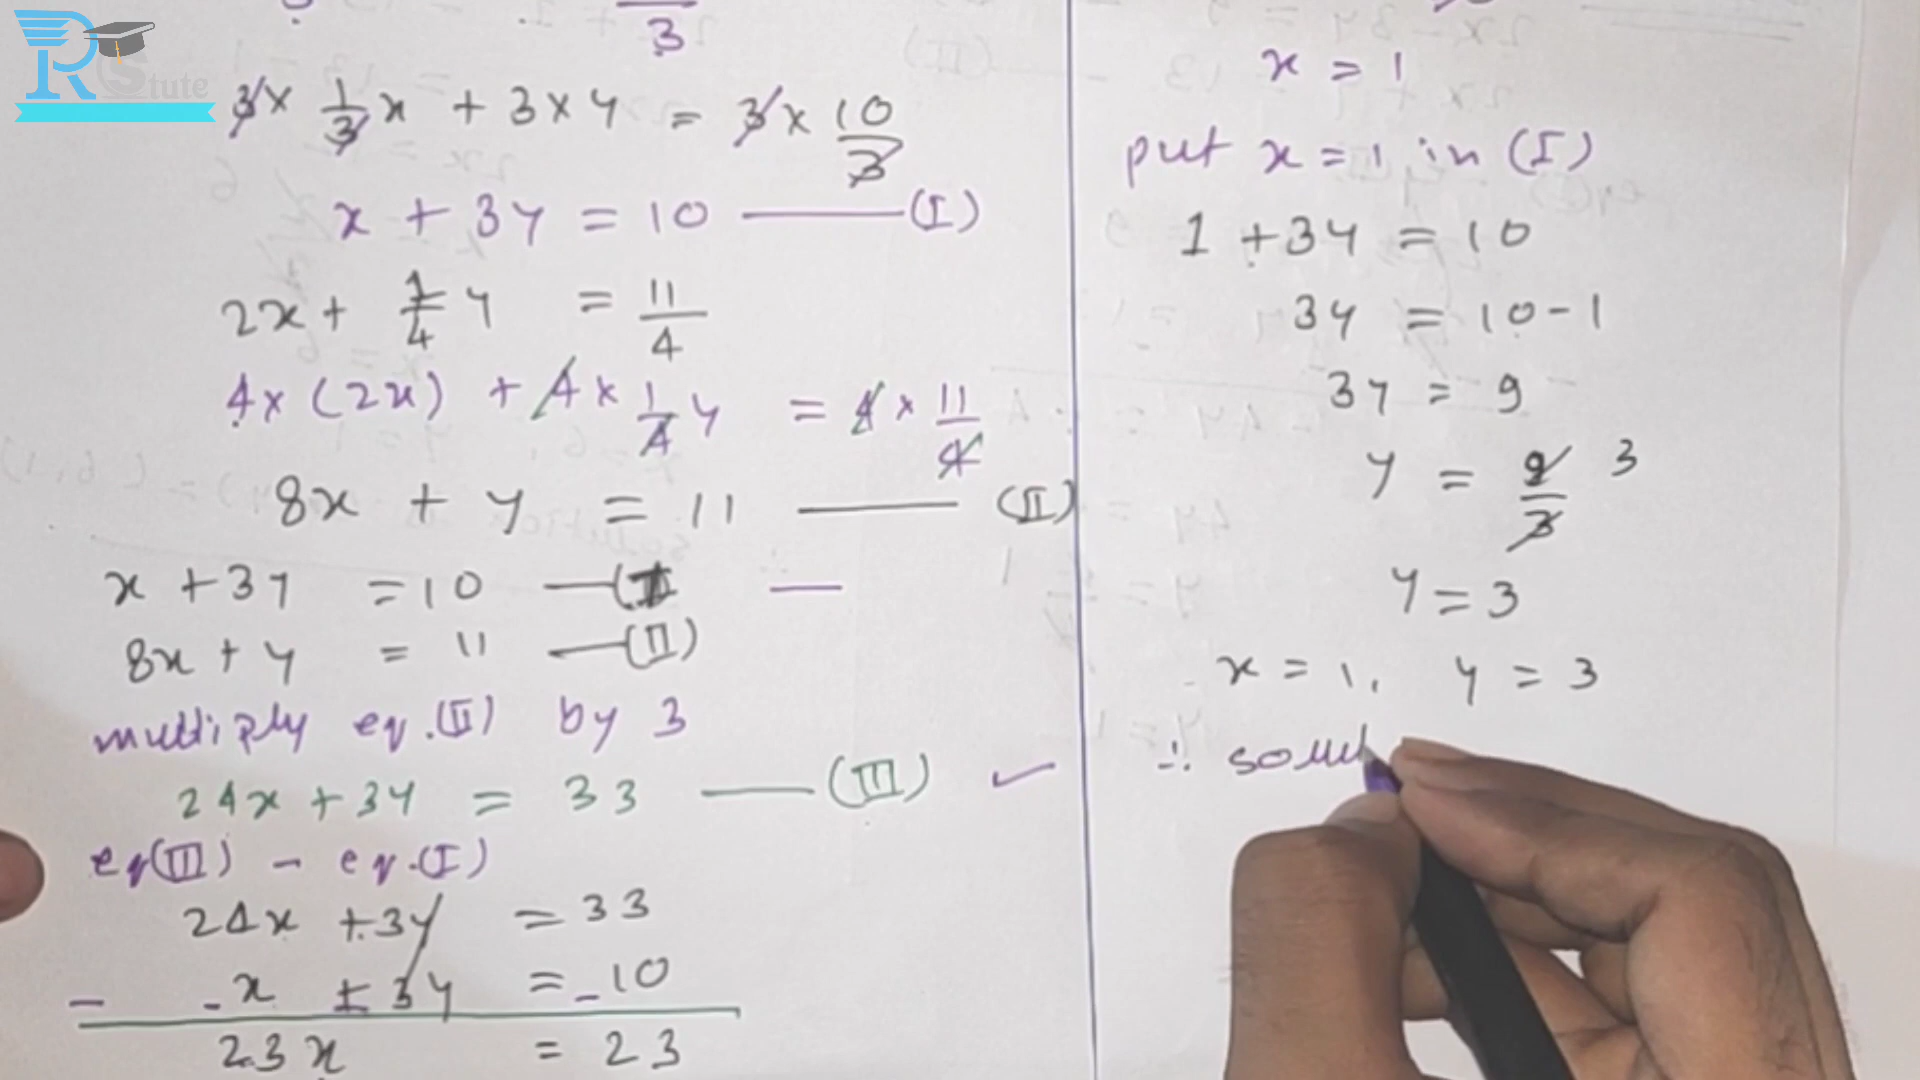 RStute
3
3 × 1/3 x + 3 × y = 3 × 10/3
x + 3y = 10 —— (I)
2x + 1/4 y = 11/4
4 × (2x) + 4 × 1/4 y = 4 × 11/4
8x + y = 11 —— (II)
x + 3y = 10 — (I) —
8x + y = 11 — (II)
multiply eq.(II) by 3
24x + 3y = 33 —— (III) ✓
eq(III) - eq.(I)
24x + 3y = 33
- - x ± 3y = -10
23x = 23
x = 1
put x = 1 in (I)
1 + 3y = 10
3y = 10 - 1
3y = 9
y = 9/3 3
y = 3
x = 1, y = 3
∴ solut